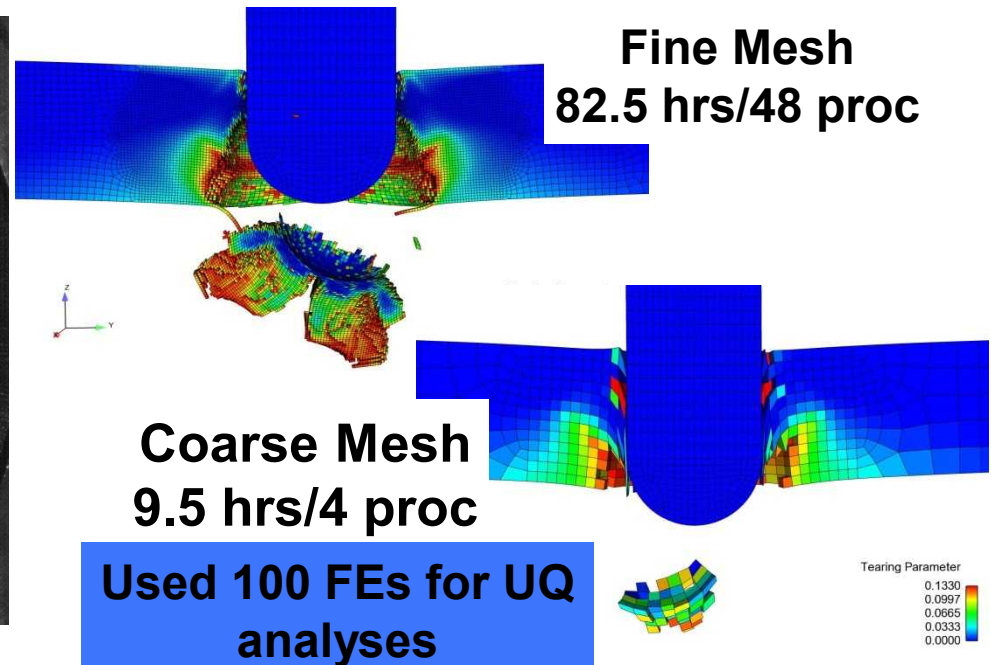 Fine Mesh
82.5 hrs/48 proc
Z
Y
X
Coarse Mesh
9.5 hrs/4 proc
Used 100 FEs for UQ
analyses
Tearing Parameter
0.1330
0.0997
0.0665
0.0333
0.0000